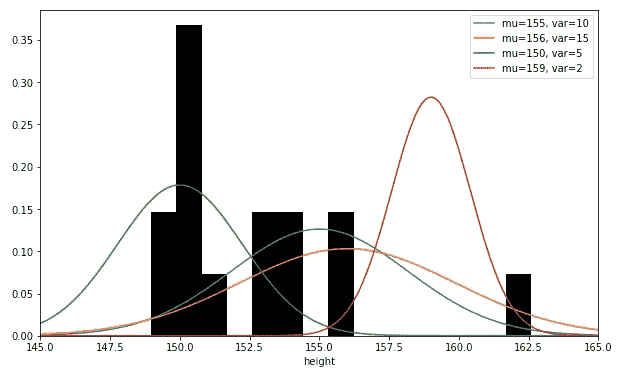 mu=155, var=10
mu=156, var=15
mu=150, var=5
mu=159, var=2
0.35
0.30
0.25
0.20
0.15
0.10
0.05
0.00
145.0 147.5 150.0 152.5 155.0 157.5 160.0 162.5 165.0
height